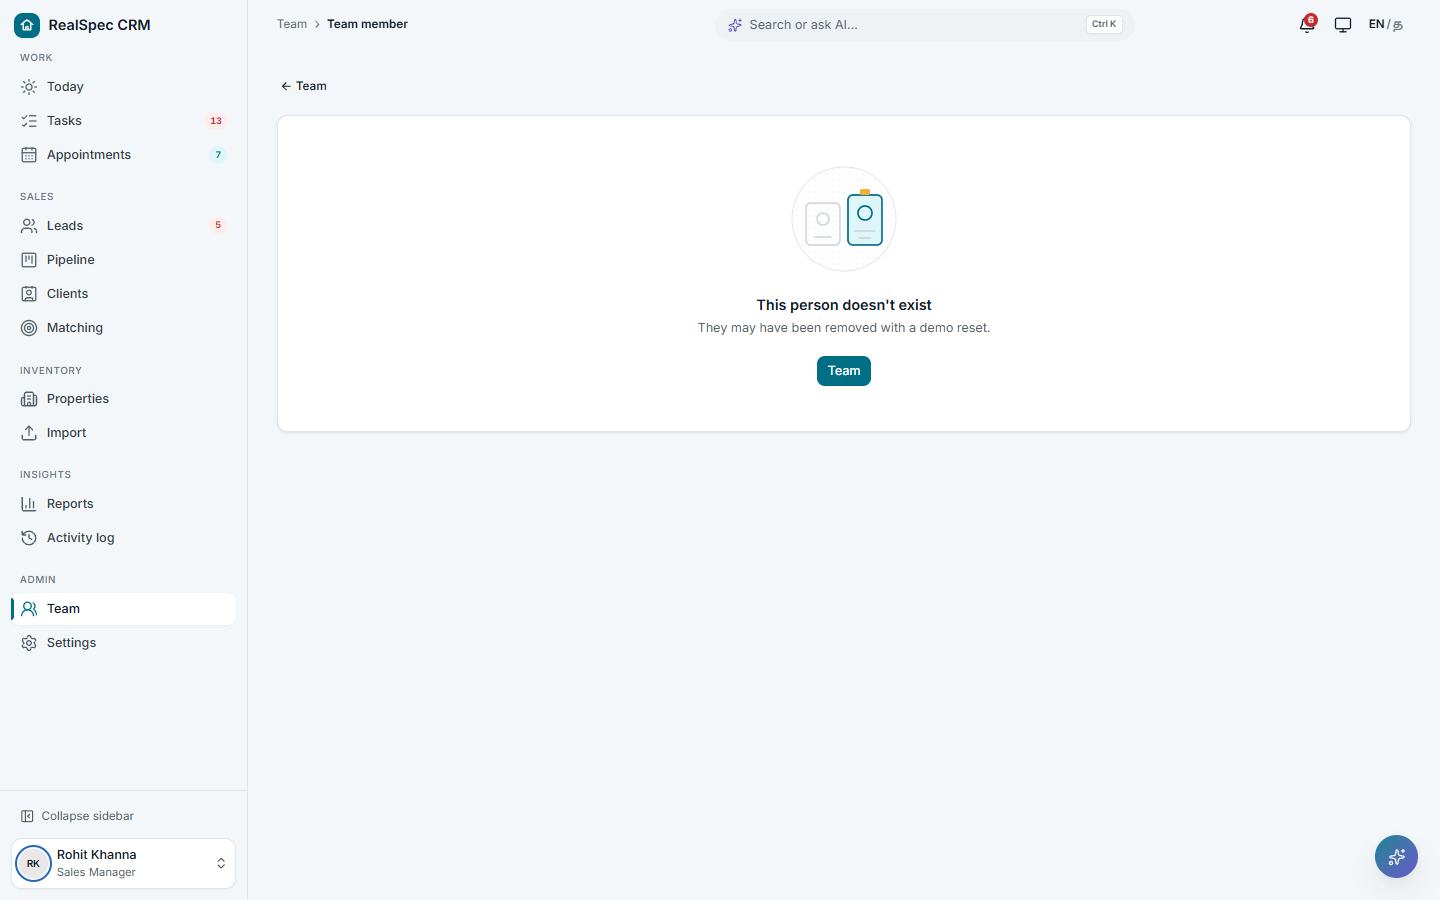 RealSpec CRM
WORK
Today
Tasks 13
Appointments 7
SALES
Leads 5
Pipeline
Clients
Matching
INVENTORY
Properties
Import
INSIGHTS
Reports
Activity log
ADMIN
Team
Settings
Collapse sidebar
RK
Rohit Khanna
Sales Manager
Team > Team member
Search or ask AI... Ctrl K
6
EN / த
← Team
This person doesn't exist
They may have been removed with a demo reset.
Team